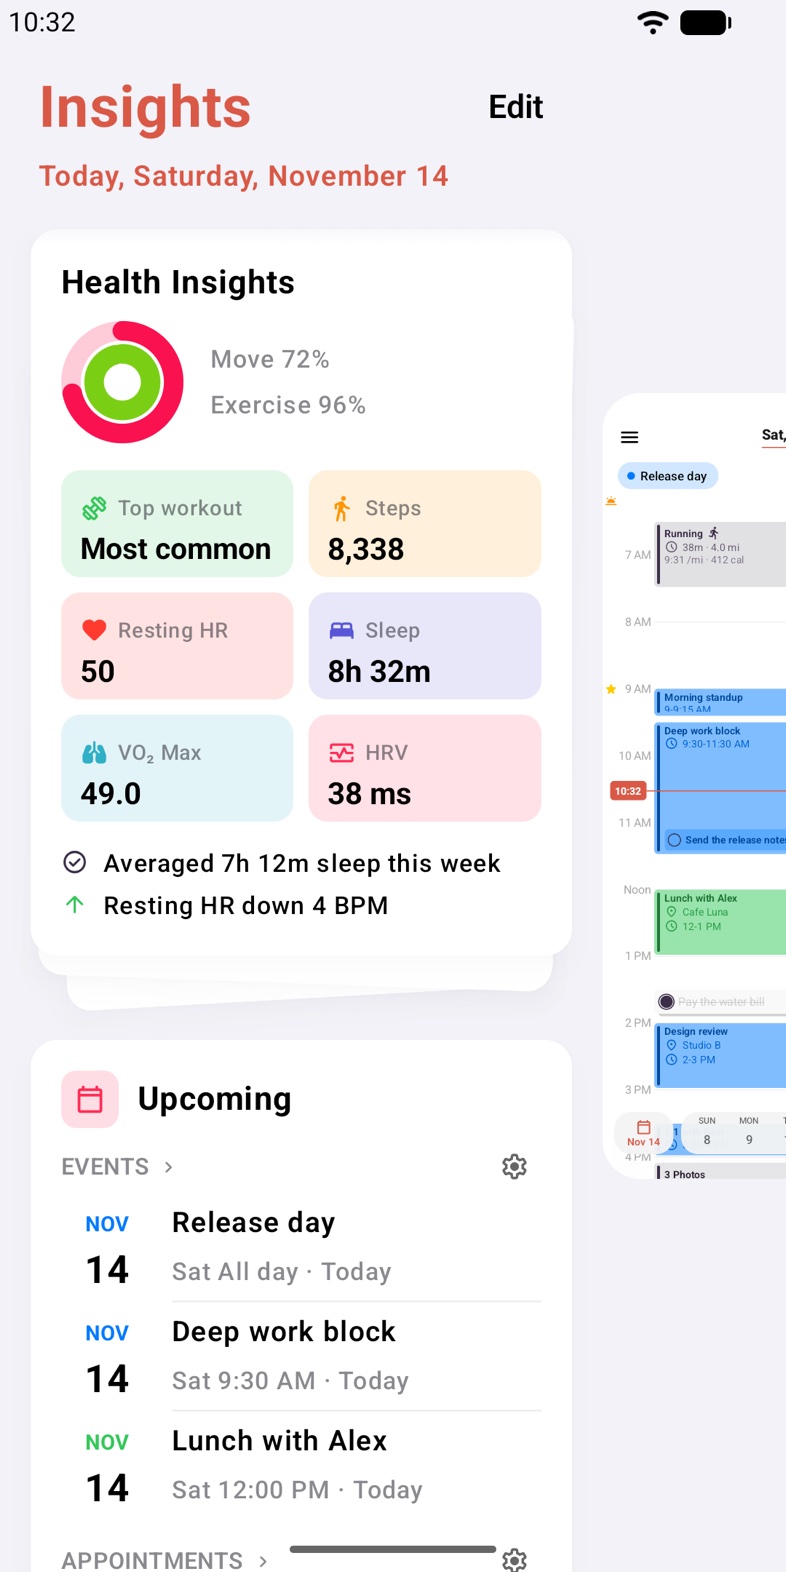 10:32
Insights
Edit
Today, Saturday, November 14
Health Insights
Move 72%
Exercise 96%
Top workout
Most common
Steps
8,338
Resting HR
50
Sleep
8h 32m
VO₂ Max
49.0
HRV
38 ms
Averaged 7h 12m sleep this week
Resting HR down 4 BPM
Upcoming
EVENTS
NOV
14
Release day
Sat All day · Today
NOV
14
Deep work block
Sat 9:30 AM · Today
NOV
14
Lunch with Alex
Sat 12:00 PM · Today
APPOINTMENTS
Sat,
Release day
7 AM
Running
38m · 4.0 mi
9:31 /mi · 412 cal
8 AM
9 AM
Morning standup
9-9:15 AM
Deep work block
9:30-11:30 AM
10 AM
10:32
11 AM
Send the release notes
Noon
Lunch with Alex
Cafe Luna
12-1 PM
1 PM
Pay the water bill
2 PM
Design review
Studio B
2-3 PM
3 PM
Nov 14
SUN
8
MON
9
4 PM
3 Photos